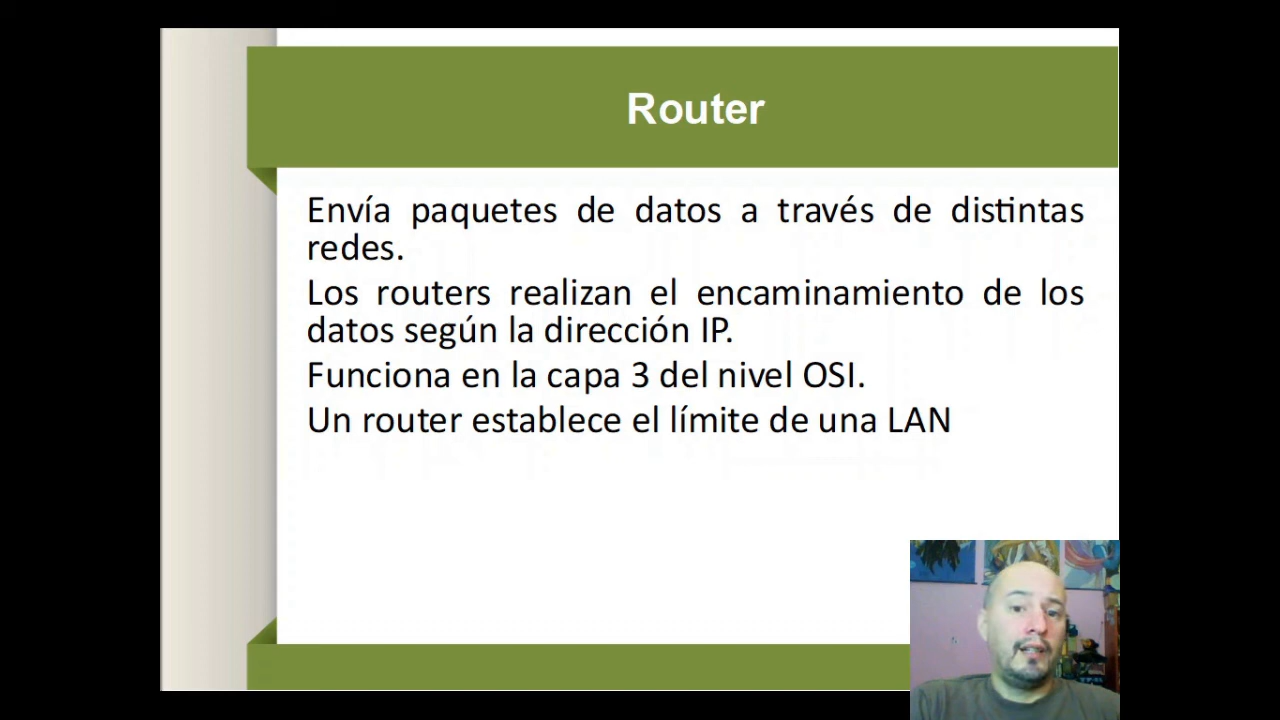 Router
Envía paquetes de datos a través de distintas
redes.
Los routers realizan el encaminamiento de los
datos según la dirección IP.
Funciona en la capa 3 del nivel OSI.
Un router establece el límite de una LAN